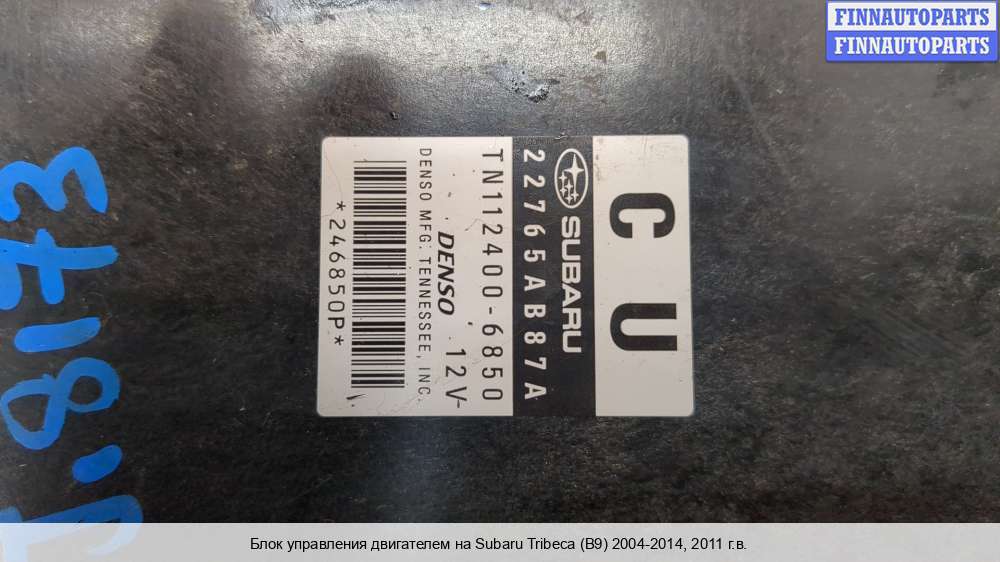 FINNAUTOPARTS
FINNAUTOPARTS
CU
SUBARU
22765AB87A
TN112400-6850
DENSO 12V
DENSO MFG. TENNESSEE, INC.
*246850P*
Блок управления двигателем на Subaru Tribeca (B9) 2004-2014, 2011 г.в.